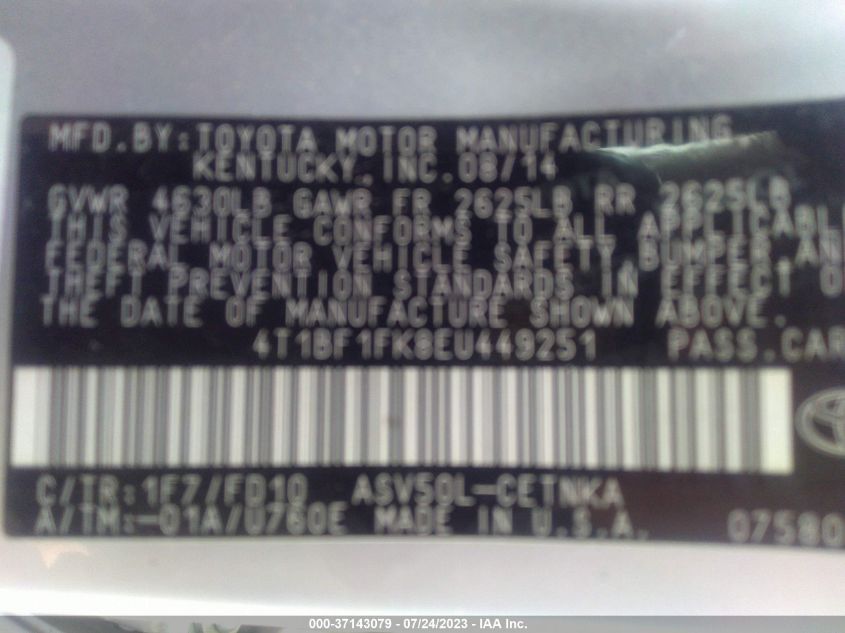 MFD.BY:TOYOTA MOTOR MANUFACTURING
KENTUCKY,INC.08/14
GVWR 4630LB GAWR FR 2625LB RR 2625LB
THIS VEHICLE CONFORMS TO ALL APPLICABLE
FEDERAL MOTOR VEHICLE SAFETY BUMPER,AN
THEFT PREVENTION STANDARDS IN EFFECT O
THE DATE OF MANUFACTURE SHOWN ABOVE.
4T1BF1FK8EU449251 PASS.CAR
C/TR:1F7/FD10 ASV50L-CETNKA
A/TM:-01A/U760E MADE IN U.S.A. 07580
000-37143079 - 07/24/2023 - IAA Inc.